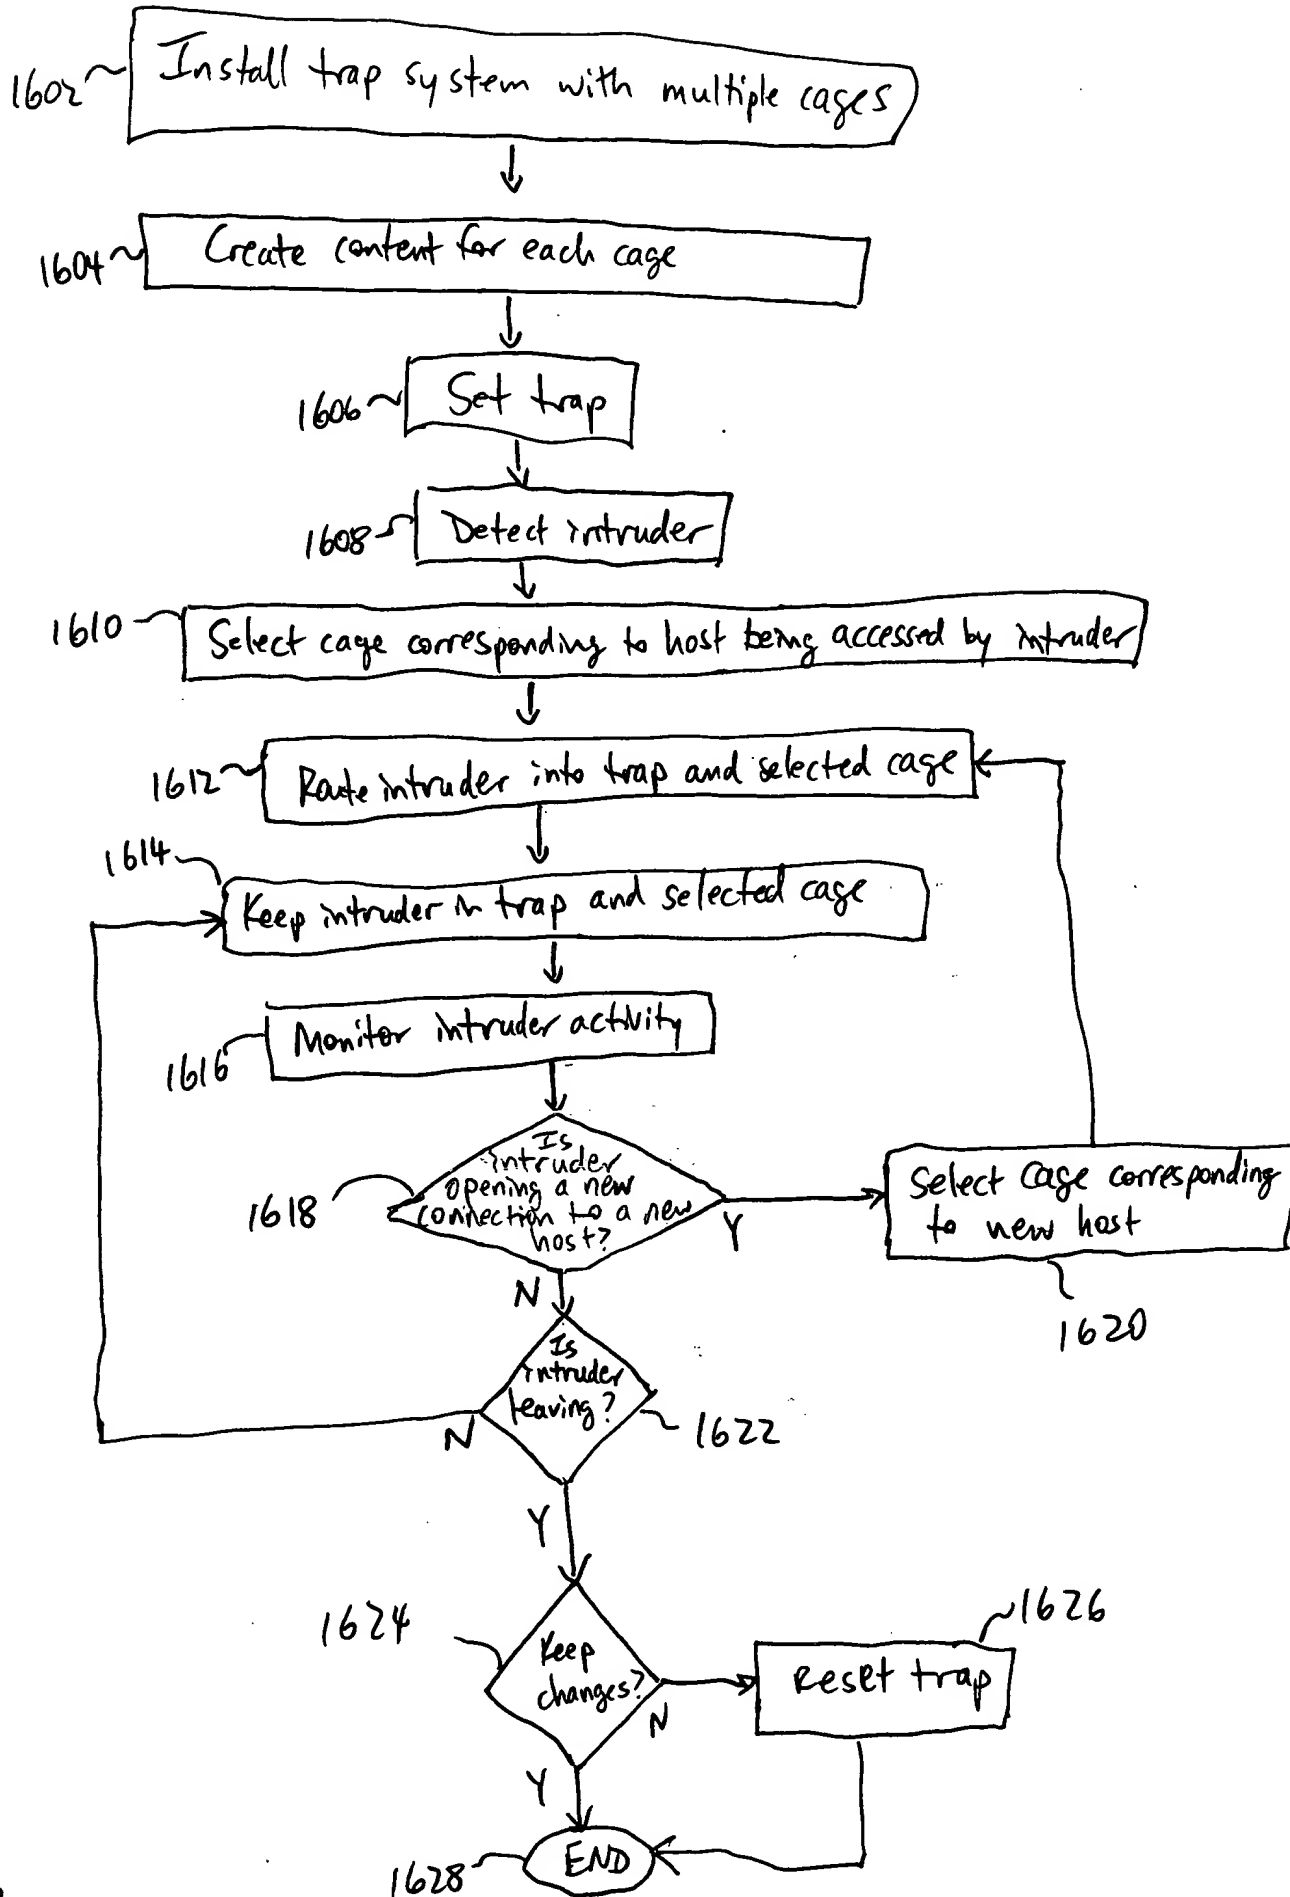 1602
Install trap system with multiple cages
1604
Create content for each cage
1606
Set trap
1608
Detect intruder
1610
Select cage corresponding to host being accessed by intruder
1612
Route intruder into trap and selected cage
1614
Keep intruder in trap and selected cage
1616
Monitor intruder activity
1618
Is
intruder
opening a new
connection to a new
host?
Y
N
Select cage corresponding
to new host
1620
Is
intruder
leaving?
1622
N
Y
1624
Keep
changes?
N
Y
1626
Reset trap
1628
END